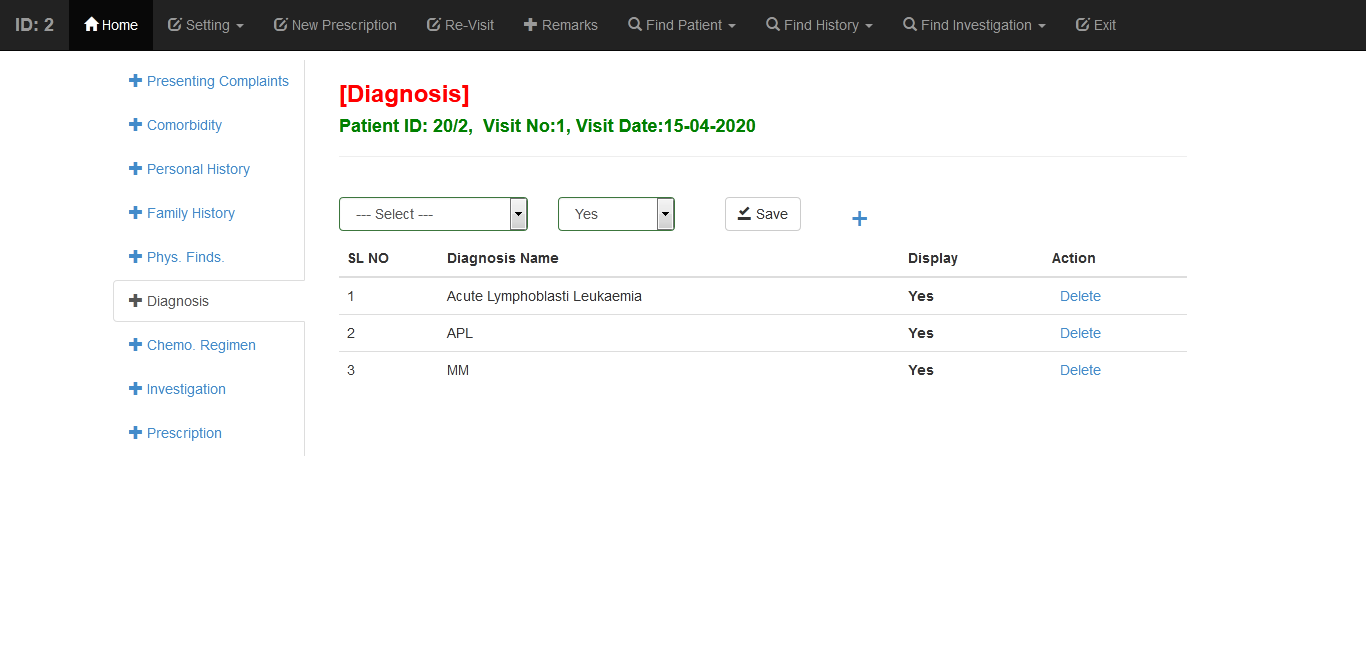 ID: 2 Home Setting New Prescription Re-Visit Remarks Find Patient Find History Find Investigation Exit
Presenting Complaints
Comorbidity
Personal History
Family History
Phys. Finds.
Diagnosis
Chemo. Regimen
Investigation
Prescription
[Diagnosis]
Patient ID: 20/2, Visit No:1, Visit Date:15-04-2020
--- Select --- Yes Save
SL NO Diagnosis Name Display Action
1 Acute Lymphoblasti Leukaemia Yes Delete
2 APL Yes Delete
3 MM Yes Delete